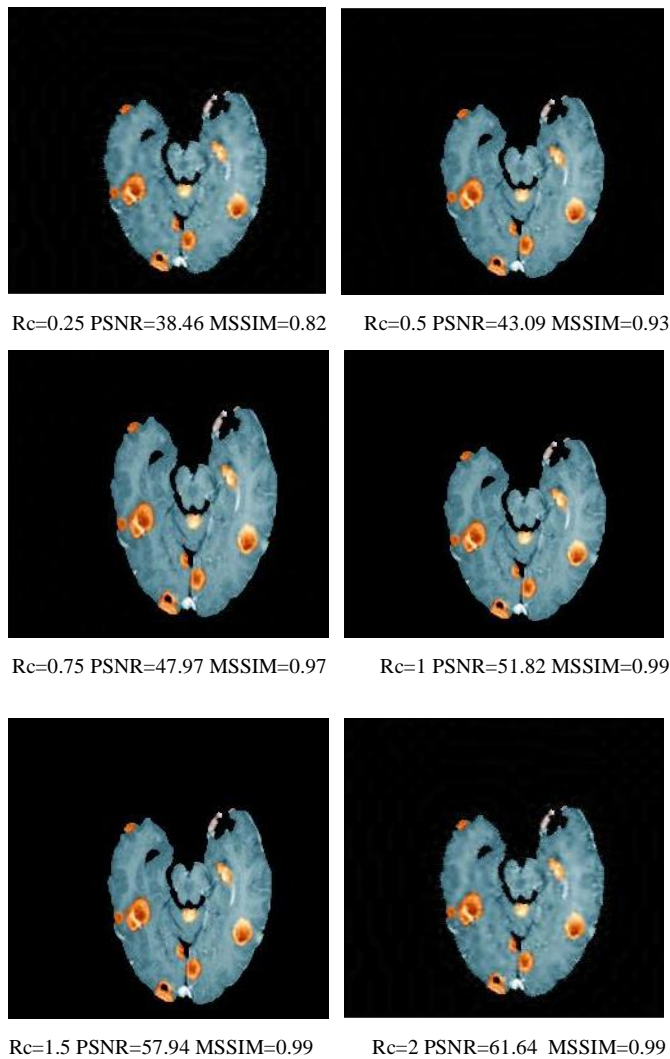 Rc=0.25 PSNR=38.46 MSSIM=0.82
Rc=0.5 PSNR=43.09 MSSIM=0.93
Rc=0.75 PSNR=47.97 MSSIM=0.97
Rc=1 PSNR=51.82 MSSIM=0.99
Rc=1.5 PSNR=57.94 MSSIM=0.99
Rc=2 PSNR=61.64 MSSIM=0.99